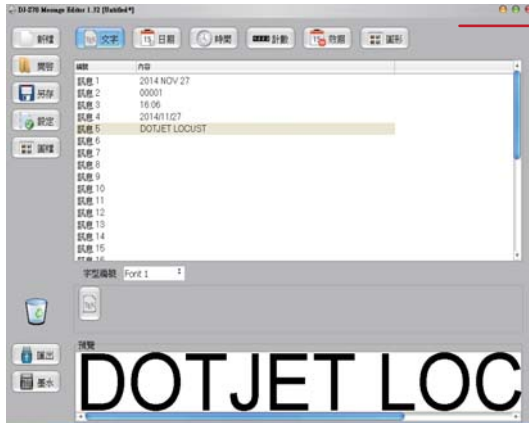 DJ-270 Message Editor 1.32 [Untitled*]
新檔 文字 日期 時間 計數 效期 圖形
開啓
另存
設定
圖檔
編號 內容
訊息 1 2014 NOV 27
訊息 2 00001
訊息 3 16:06
訊息 4 2014/11/27
訊息 5 DOTJET LOCUST
訊息 6
訊息 7
訊息 8
訊息 9
訊息 10
訊息 11
訊息 12
訊息 13
訊息 14
訊息 15
訊息 16
字型編號 Font 1
匯出
墨水
預覽
DOTJET LOC